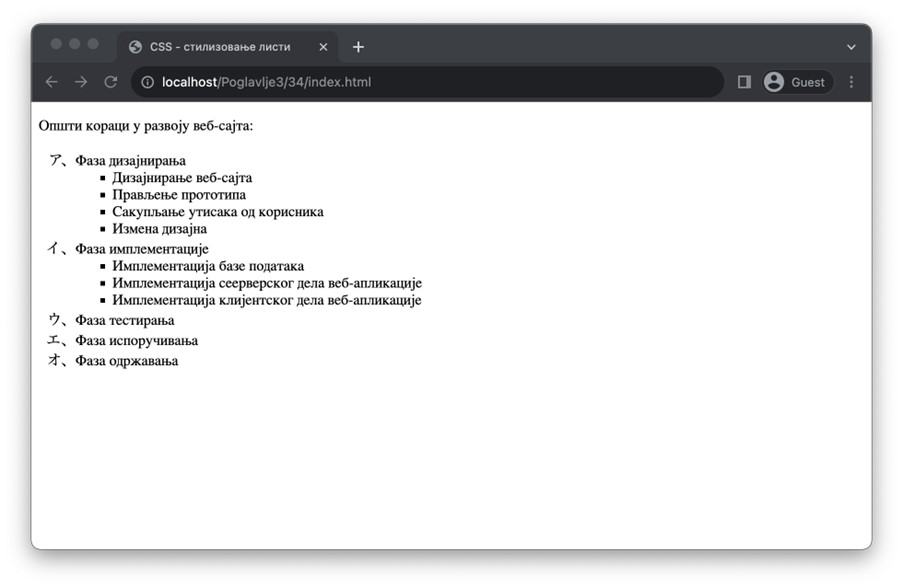 CSS - стилизовање листи
localhost/Poglavlje3/34/index.html
Guest
Општи кораци у развоју веб-сајта:
ア、Фаза дизајнирања
▪ Дизајнирање веб-сајта
▪ Прављење прототипа
▪ Сакупљање утисака од корисника
▪ Измена дизајна
イ、Фаза имплементације
▪ Имплементација базе података
▪ Имплементација сеерверског дела веб-апликације
▪ Имплементација клијентског дела веб-апликације
ウ、Фаза тестирања
エ、Фаза испоручивања
オ、Фаза одржавања